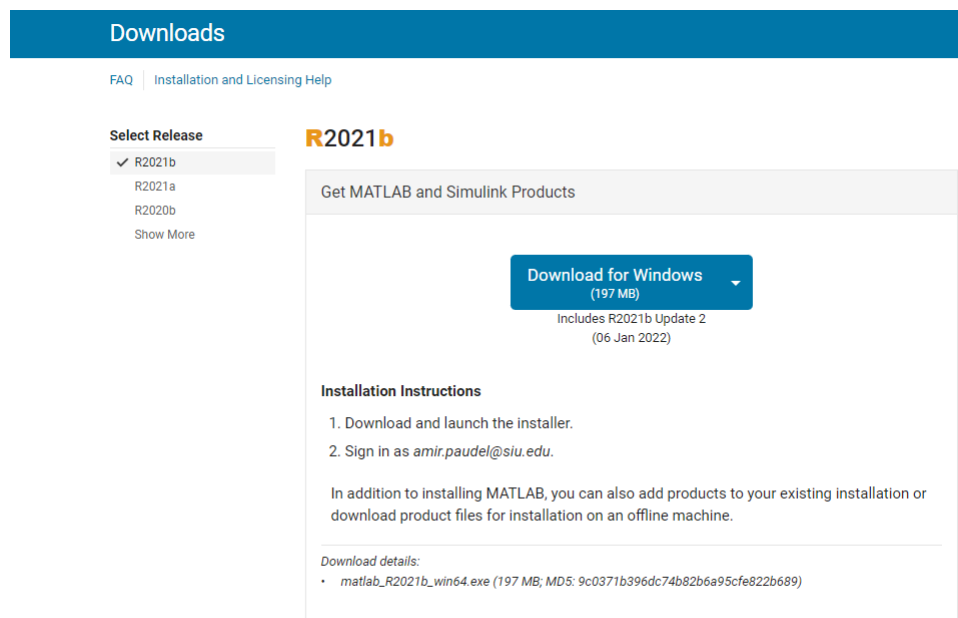 Downloads
FAQ Installation and Licensing Help
Select Release
R2021b
R2021a
R2020b
Show More
R2021b
Get MATLAB and Simulink Products
Download for Windows
(197 MB)
Includes R2021b Update 2
(06 Jan 2022)
Installation Instructions
1. Download and launch the installer.
2. Sign in as amir.paudel@siu.edu.
In addition to installing MATLAB, you can also add products to your existing installation or
download product files for installation on an offline machine.
Download details:
• matlab_R2021b_win64.exe (197 MB; MD5: 9c0371b396dc74b82b6a95cfe822b689)